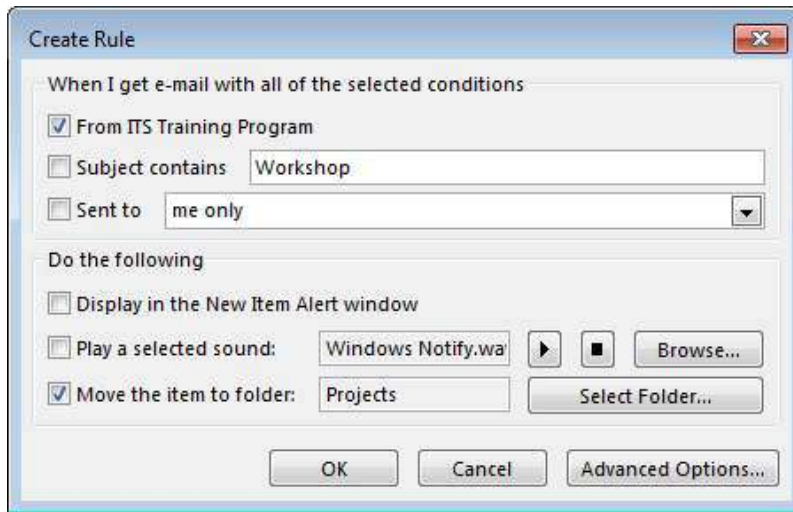 Create Rule
When I get e-mail with all of the selected conditions
From ITS Training Program
Subject contains Workshop
Sent to me only
Do the following
Display in the New Item Alert window
Play a selected sound: Windows Notify.wa Browse...
Move the item to folder: Projects Select Folder...
OK Cancel Advanced Options...